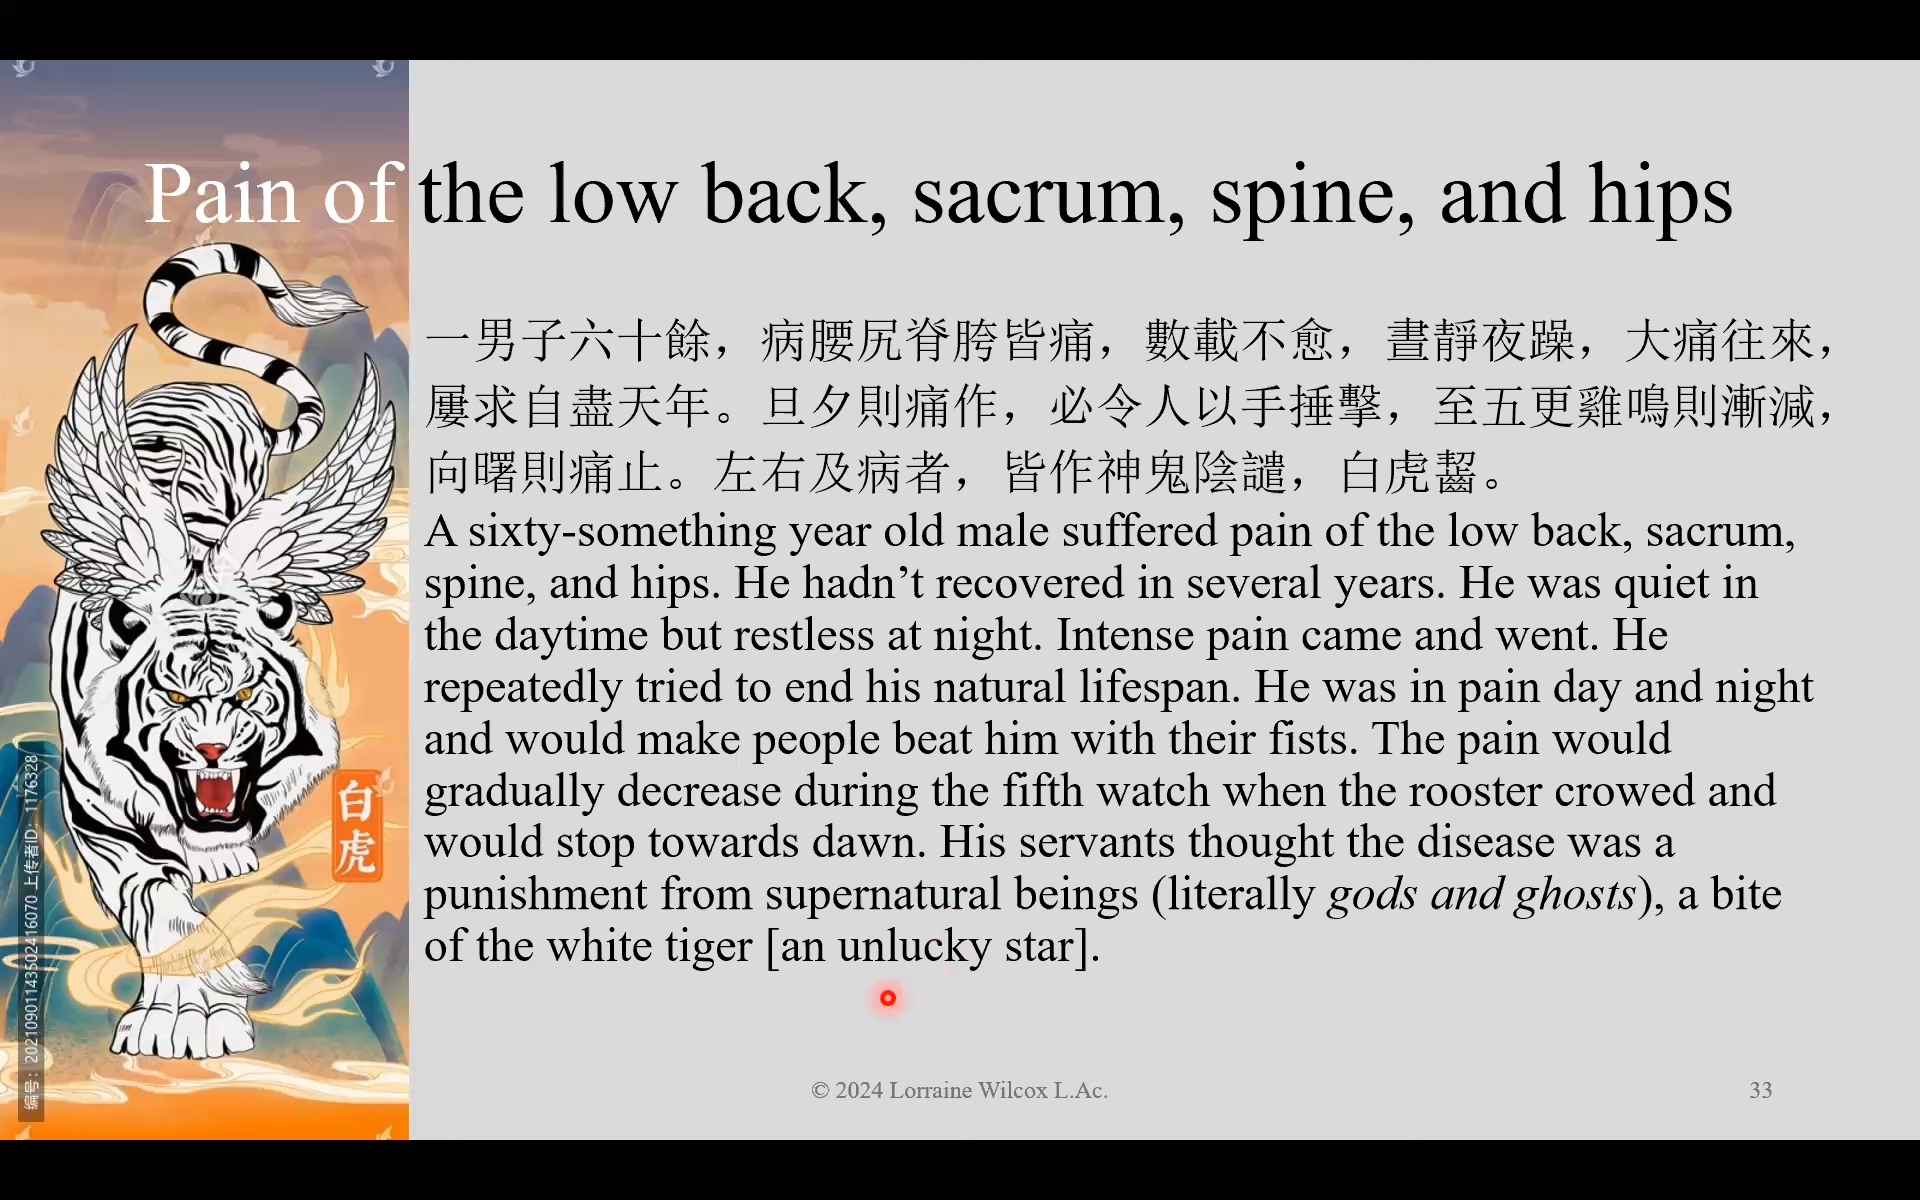 Pain of the low back, sacrum, spine, and hips
一男子六十餘，病腰尻脊胯皆痛，數載不愈，晝靜夜躁，大痛往來，
屢求自盡天年。旦夕則痛作，必令人以手捶擊，至五更雞鳴則漸減，
向曙則痛止。左右及病者，皆作神鬼陰譴，白虎齧。
A sixty-something year old male suffered pain of the low back, sacrum,
spine, and hips. He hadn’t recovered in several years. He was quiet in
the daytime but restless at night. Intense pain came and went. He
repeatedly tried to end his natural lifespan. He was in pain day and night
and would make people beat him with their fists. The pain would
gradually decrease during the fifth watch when the rooster crowed and
would stop towards dawn. His servants thought the disease was a
punishment from supernatural beings (literally gods and ghosts), a bite
of the white tiger [an unlucky star].
白虎
编号：20210901143502416070 上传者ID：1176328
© 2024 Lorraine Wilcox L.Ac.
33